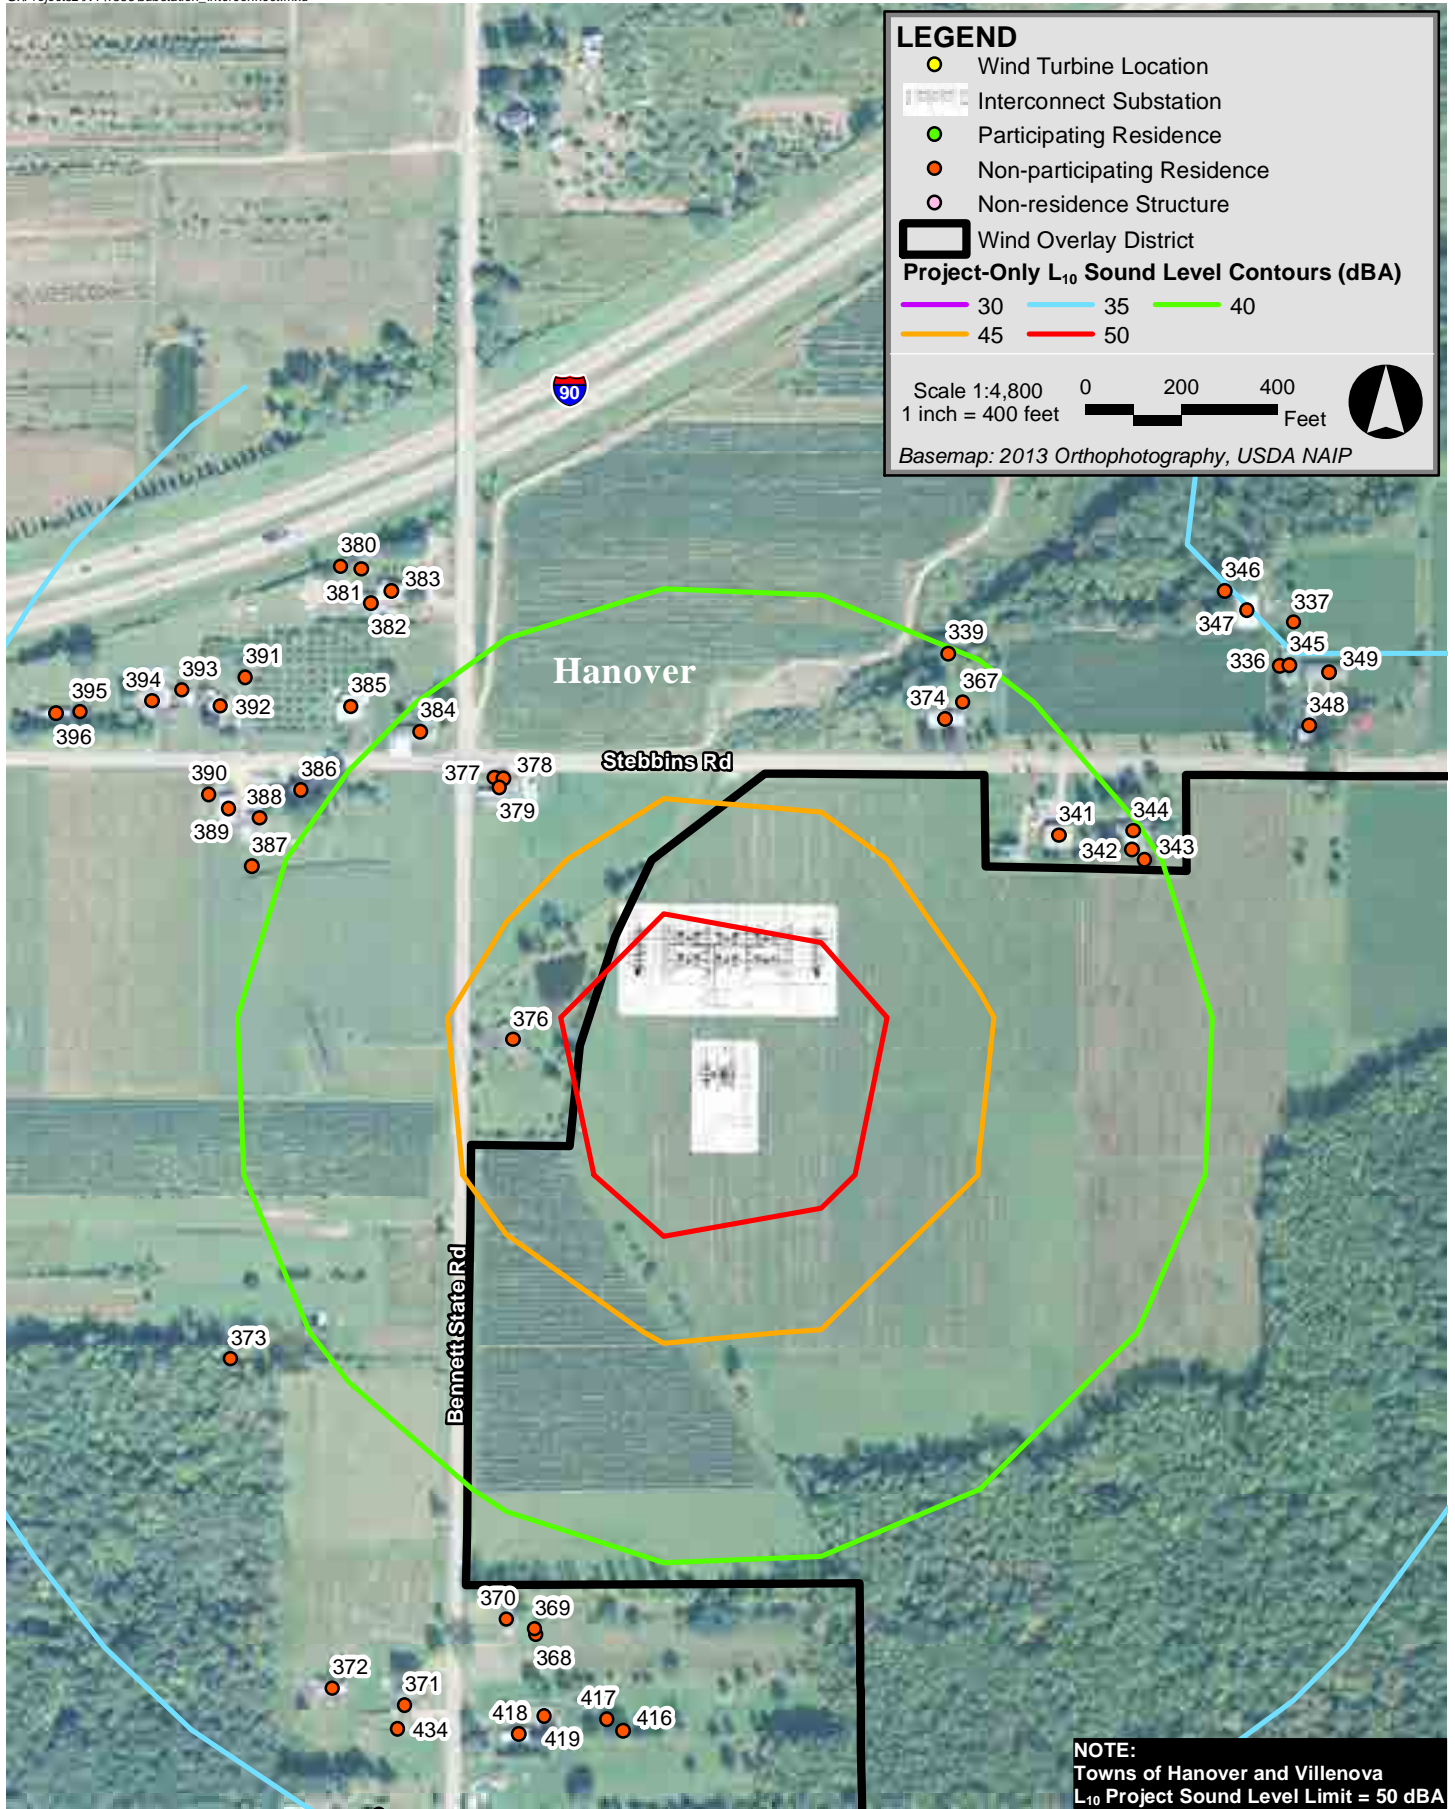 LEGEND
Wind Turbine Location
Interconnect Substation
Participating Residence
Non-participating Residence
Non-residence Structure
Wind Overlay District
Project-Only L₁₀ Sound Level Contours (dBA)
30 35 40
45 50
Scale 1:4,800
1 inch = 400 feet
0 200 400
Feet
Basemap: 2013 Orthophotography, USDA NAIP
90
380
383
381
382
346
347
337
339
345
336
349
391
393
394
395
396
392
385
384
Hanover
367
374
348
Stebbins Rd
377
378
379
390
386
388
389
387
341
344
342
343
376
373
Bennett State Rd
370
369
368
372
371
434
418
419
417
416
NOTE:
Towns of Hanover and Villenova
L₁₀ Project Sound Level Limit = 50 dBA